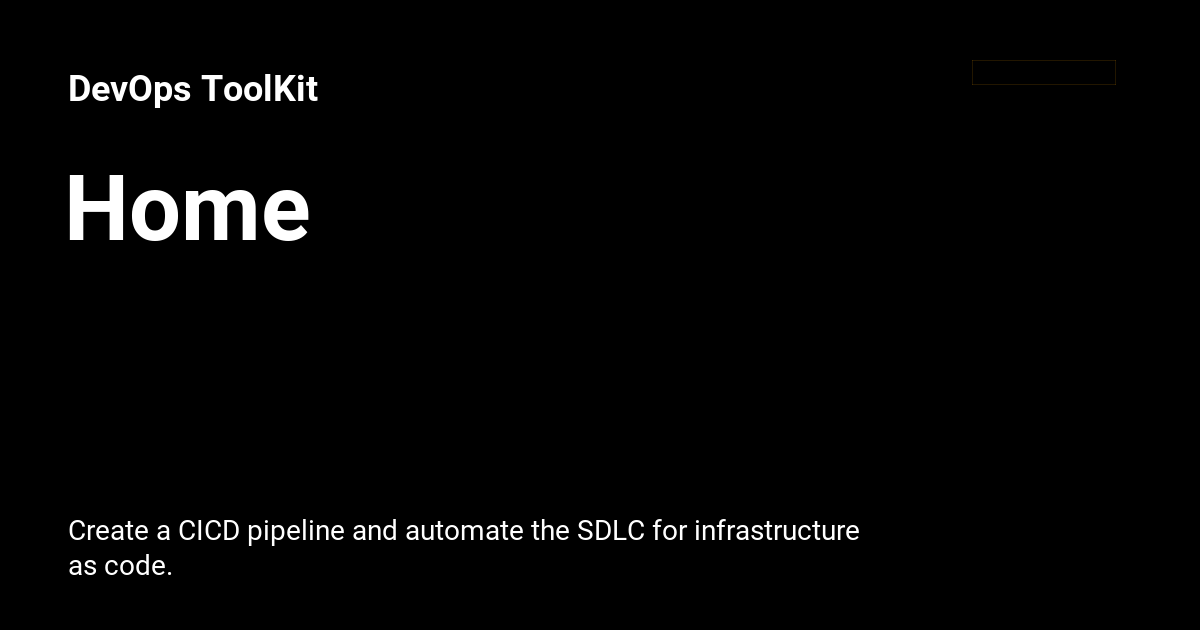 DevOps ToolKit
Home
Create a CICD pipeline and automate the SDLC for infrastructure
as code.